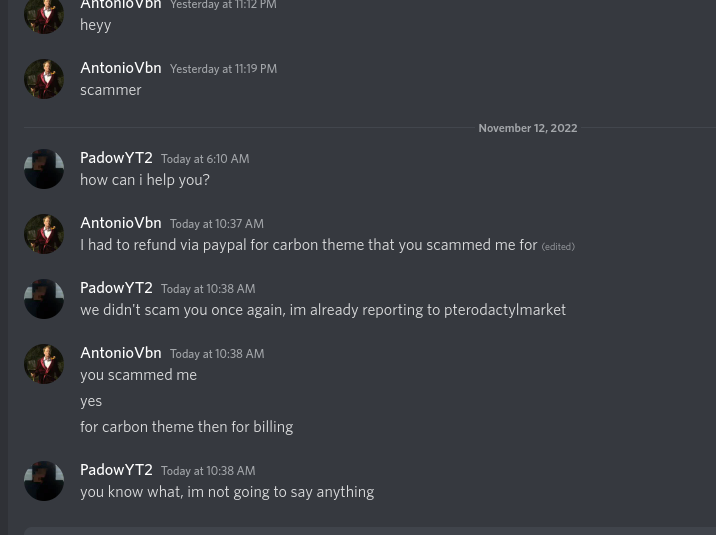 AntonioVbn Yesterday at 11:12 PM
heyy
AntonioVbn Yesterday at 11:19 PM
scammer
November 12, 2022
PadowYT2 Today at 6:10 AM
how can i help you?
AntonioVbn Today at 10:37 AM
I had to refund via paypal for carbon theme that you scammed me for (edited)
PadowYT2 Today at 10:38 AM
we didn't scam you once again, im already reporting to pterodactylmarket
AntonioVbn Today at 10:38 AM
you scammed me
yes
for carbon theme then for billing
PadowYT2 Today at 10:38 AM
you know what, im not going to say anything